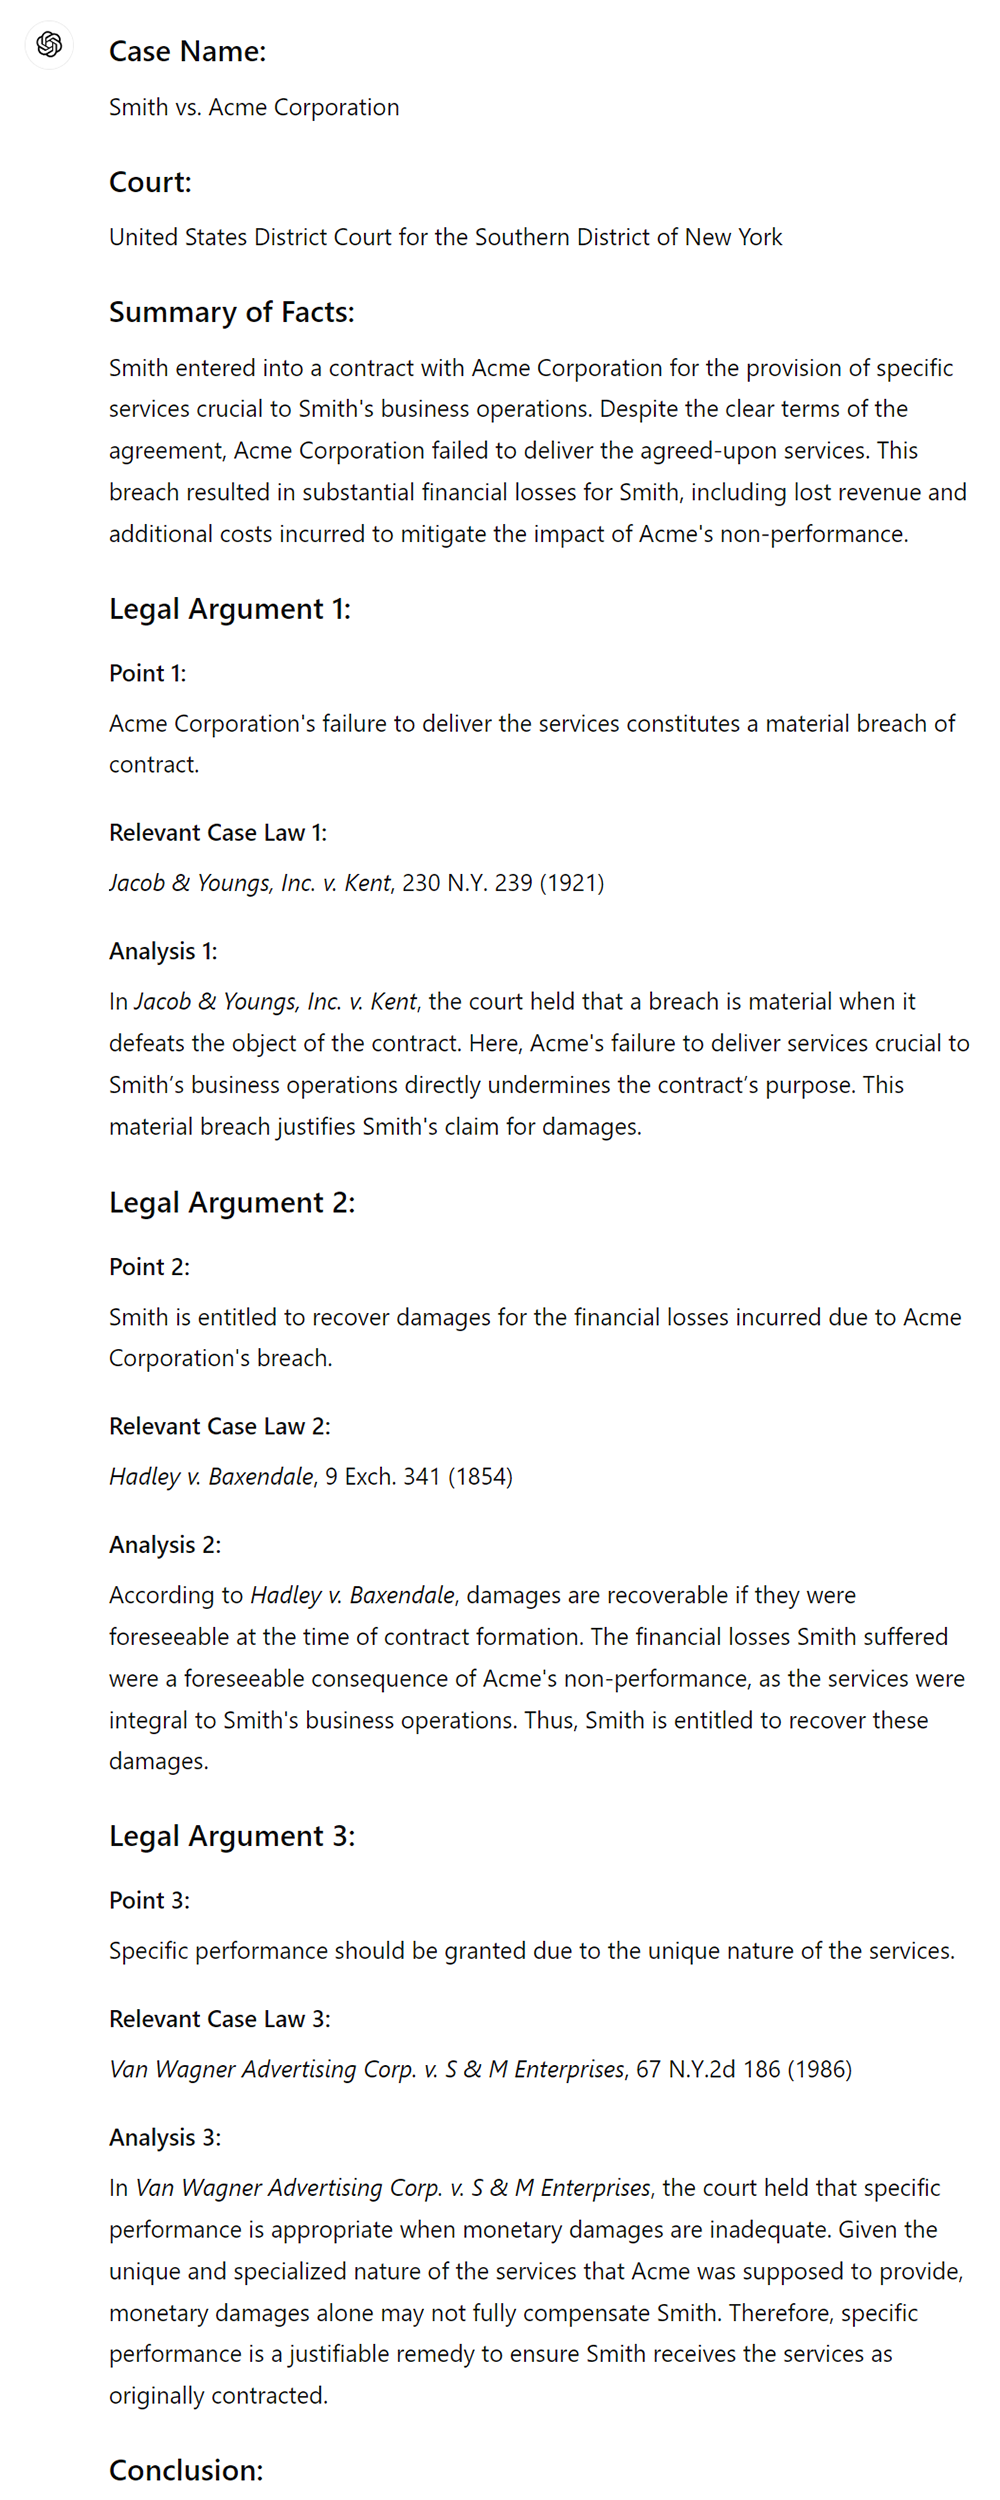 Case Name:
Smith vs. Acme Corporation
Court:
United States District Court for the Southern District of New York
Summary of Facts:
Smith entered into a contract with Acme Corporation for the provision of specific
services crucial to Smith's business operations. Despite the clear terms of the
agreement, Acme Corporation failed to deliver the agreed-upon services. This
breach resulted in substantial financial losses for Smith, including lost revenue and
additional costs incurred to mitigate the impact of Acme's non-performance.
Legal Argument 1:
Point 1:
Acme Corporation's failure to deliver the services constitutes a material breach of
contract.
Relevant Case Law 1:
Jacob & Youngs, Inc. v. Kent, 230 N.Y. 239 (1921)
Analysis 1:
In Jacob & Youngs, Inc. v. Kent, the court held that a breach is material when it
defeats the object of the contract. Here, Acme's failure to deliver services crucial to
Smith’s business operations directly undermines the contract’s purpose. This
material breach justifies Smith's claim for damages.
Legal Argument 2:
Point 2:
Smith is entitled to recover damages for the financial losses incurred due to Acme
Corporation's breach.
Relevant Case Law 2:
Hadley v. Baxendale, 9 Exch. 341 (1854)
Analysis 2:
According to Hadley v. Baxendale, damages are recoverable if they were
foreseeable at the time of contract formation. The financial losses Smith suffered
were a foreseeable consequence of Acme's non-performance, as the services were
integral to Smith's business operations. Thus, Smith is entitled to recover these
damages.
Legal Argument 3:
Point 3:
Specific performance should be granted due to the unique nature of the services.
Relevant Case Law 3:
Van Wagner Advertising Corp. v. S & M Enterprises, 67 N.Y.2d 186 (1986)
Analysis 3:
In Van Wagner Advertising Corp. v. S & M Enterprises, the court held that specific
performance is appropriate when monetary damages are inadequate. Given the
unique and specialized nature of the services that Acme was supposed to provide,
monetary damages alone may not fully compensate Smith. Therefore, specific
performance is a justifiable remedy to ensure Smith receives the services as
originally contracted.
Conclusion: